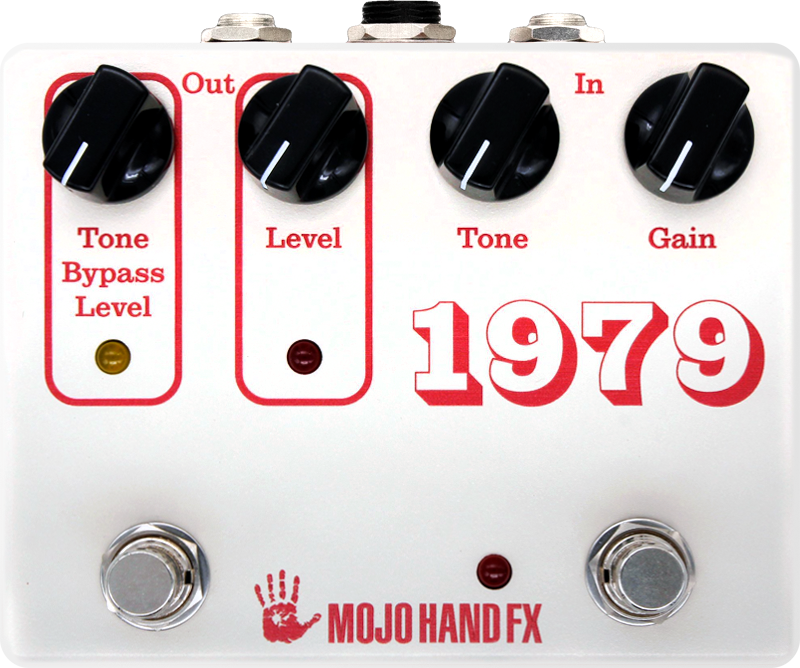 Out
In
Tone
Bypass
Level
Level
Tone
Gain
1979
MOJO HAND FX